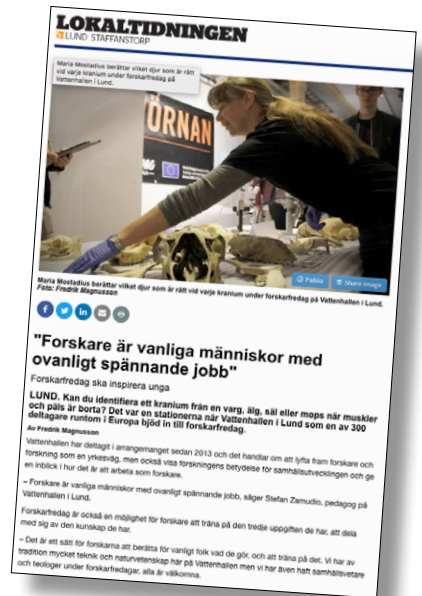 LOKALTIDNINGEN
LUND STAFFANSTORP
Maria Mostadius berättar vilket djur som är rätt
vid varje kranium under forskarfredag på
Vattenhallen i Lund.
ÖRNAN
Publio
Share Image
Maria Mostadius berättar vilket djur som är rätt vid varje kranium under forskarfredag på Vattenhallen i Lund.
Foto: Fredrik Magnusson
"Forskare är vanliga människor med
ovanligt spännande jobb"
Forskarfredag ska inspirera unga
LUND. Kan du identifiera ett kranium från en varg, älg, säl eller mops när muskler
och päls är borta? Det var en stationerna när Vattenhallen i Lund som en av 300
deltagare runtom i Europa bjöd in till forskarfredag.
Av Fredrik Magnusson
Vattenhallen har deltagit i arrangemanget sedan 2013 och det handlar om att lyfta fram forskare och
forskning som en yrkesväg, men också visa forskningens betydelse för samhällsutvecklingen och ge
en inblick i hur det är att arbeta som forskare.
– Forskare är vanliga människor med ovanligt spännande jobb, säger Stefan Zamudio, pedagog på
Vattenhallen i Lund.
Forskarfredag är också en möjlighet för forskare att träna på den tredje uppgiften de har, att dela
med sig av den kunskap de har.
– Det är ett sätt för forskarna att berätta för vanligt folk vad de gör, och att träna på det. Vi har av
tradition mycket teknik och naturvetenskap här på Vattenhallen men vi har även haft samhällsvetare
och teologer under forskarfredagar, alla är välkomna.